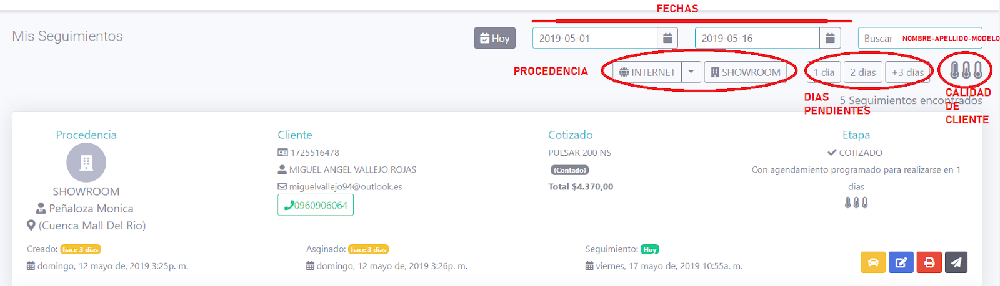 FECHAS
Mis Seguimientos
Hoy
2019-05-01
2019-05-16
Buscar
NOMBRE-APELLIDO-MODELO
PROCEDENCIA
INTERNET
SHOWROOM
1 dia
2 dias
+3 dias
DIAS
PENDIENTES
CALIDAD
DE
CLIENTE
5 Seguimientos encontrados
Procedencia
SHOWROOM
Peñaloza Monica
(Cuenca Mall Del Rio)
Cliente
1725516478
MIGUEL ANGEL VALLEJO ROJAS
miguelvallejo94@outlook.es
0960906064
Cotizado
PULSAR 200 NS
(Contado)
Total $4.370,00
Etapa
COTIZADO
Con agendamiento programado para realizarse en 1
dias
Creado: hace 3 dias
domingo, 12 mayo de, 2019 3:25p. m.
Asginado: hace 3 dias
domingo, 12 mayo de, 2019 3:26p. m.
Seguimiento: Hoy
viernes, 17 mayo de, 2019 10:55a. m.